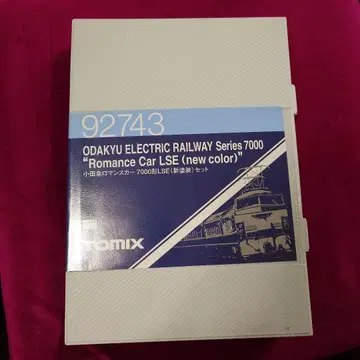 92743
ODAKYU ELECTRIC RAILWAY Series 7000
"Romance Car LSE (new color)"
小田急ロマンスカー7000形LSE(新塗装)セット
TOMIX